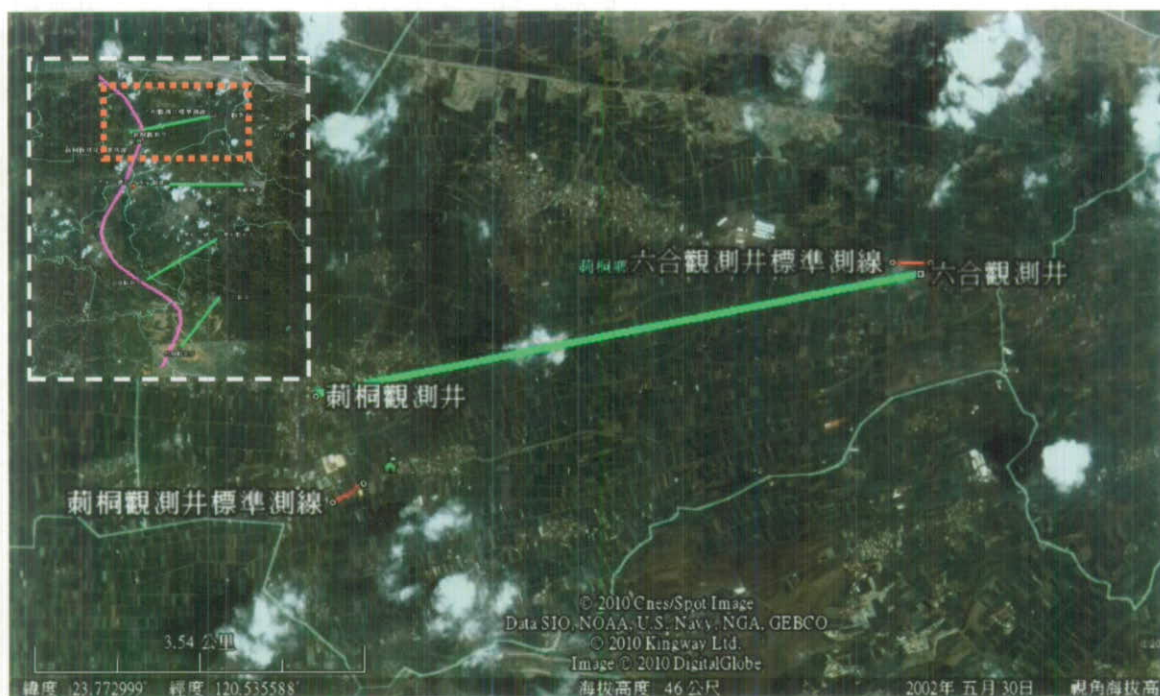 莿桐鄉
六合觀測井標準測線
六合觀測井
莿桐觀測井
莿桐觀測井標準測線
© 2010 Cnes/Spot Image
Data SIO, NOAA, U.S. Navy, NGA, GEBCO
© 2010 Kingway Ltd.
Image © 2010 DigitalGlobe
3.54 公里
緯度 23.772999° 經度 120.535588° 海拔高度 46 公尺 2002年 五月 30日 視角海拔高